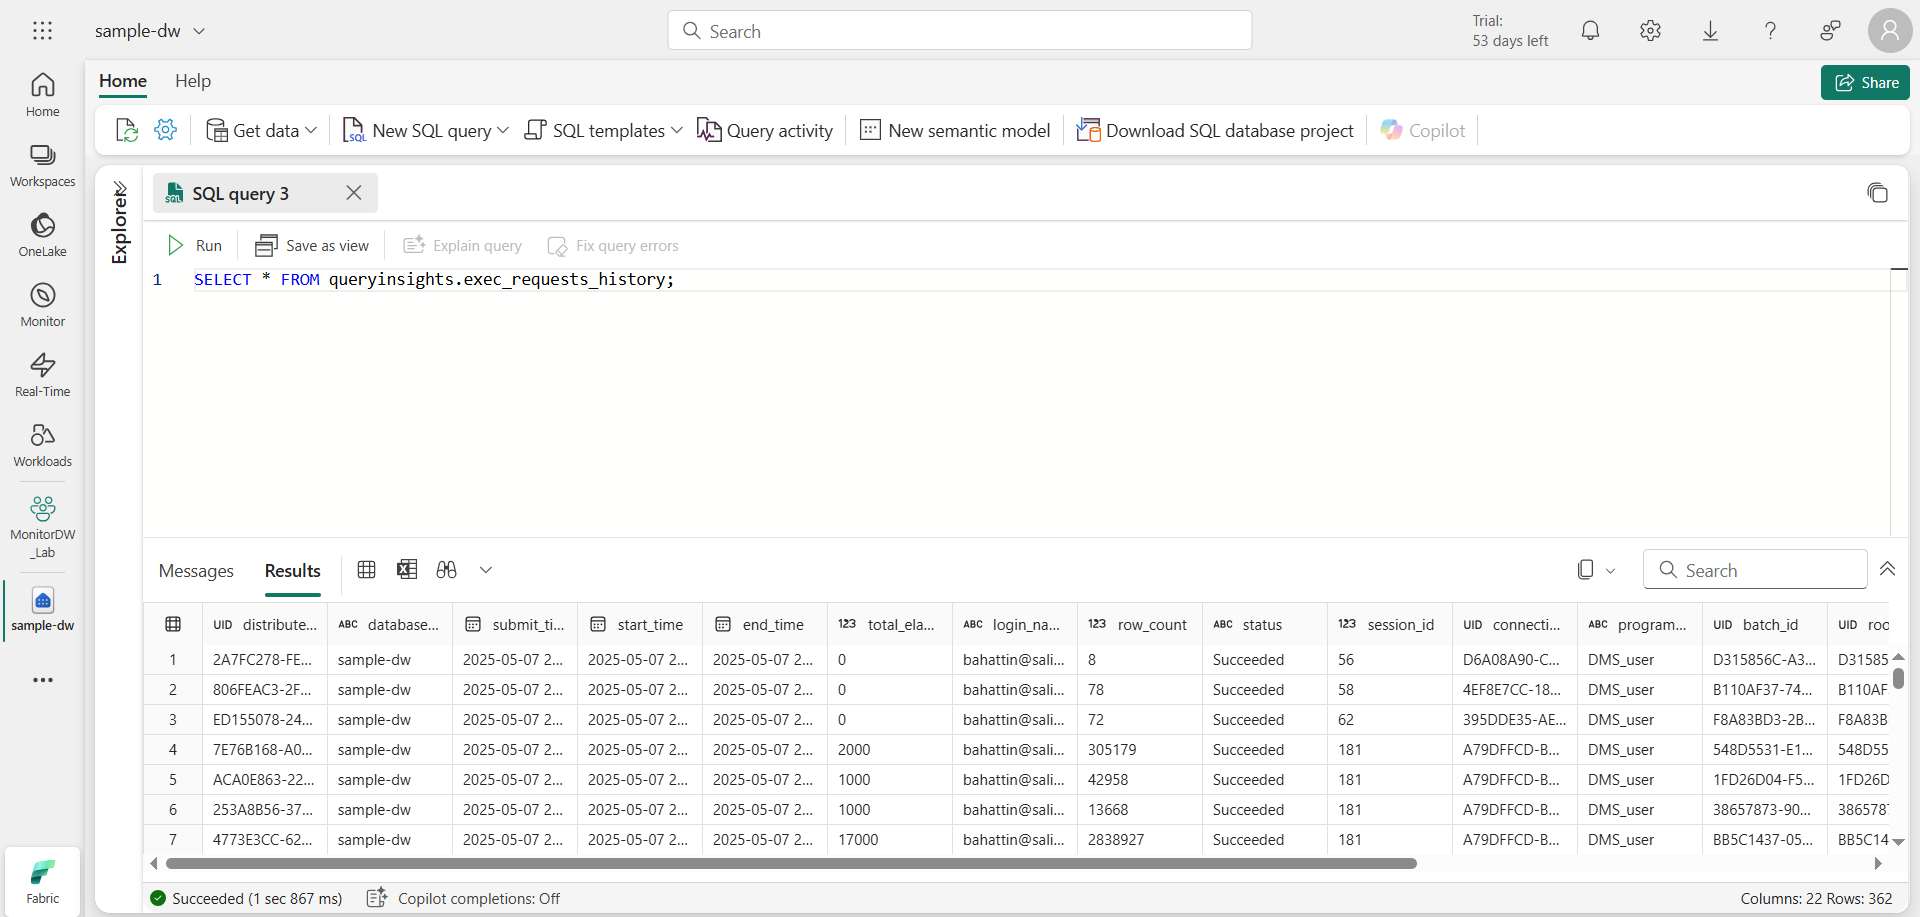 sample-dw
Search
Trial:
53 days left
Home
Help
Share
Home
Workspaces
OneLake
Monitor
Real-Time
Workloads
MonitorDW
_Lab
sample-dw
Fabric
Get data
New SQL query
SQL templates
Query activity
New semantic model
Download SQL database project
Copilot
Explorer
SQL query 3
Run
Save as view
Explain query
Fix query errors
1 SELECT * FROM queryinsights.exec_requests_history;
Messages
Results
Search
UID distribute... ABC database... submit_ti... start_time end_time 123 total_ela... ABC login_na... 123 row_count ABC status 123 session_id UID connecti... ABC program... UID batch_id UID roo
1 2A7FC278-FE... sample-dw 2025-05-07 2... 2025-05-07 2... 2025-05-07 2... 0 bahattin@sali... 8 Succeeded 56 D6A08A90-C... DMS_user D315856C-A3... D31585
2 806FEAC3-2F... sample-dw 2025-05-07 2... 2025-05-07 2... 2025-05-07 2... 0 bahattin@sali... 78 Succeeded 58 4EF8E7CC-18... DMS_user B110AF37-74... B110AF
3 ED155078-24... sample-dw 2025-05-07 2... 2025-05-07 2... 2025-05-07 2... 0 bahattin@sali... 72 Succeeded 62 395DDE35-AE... DMS_user F8A83BD3-2B... F8A83B
4 7E76B168-A0... sample-dw 2025-05-07 2... 2025-05-07 2... 2025-05-07 2... 2000 bahattin@sali... 305179 Succeeded 181 A79DFFCD-B... DMS_user 548D5531-E1... 548D55
5 ACA0E863-22... sample-dw 2025-05-07 2... 2025-05-07 2... 2025-05-07 2... 1000 bahattin@sali... 42958 Succeeded 181 A79DFFCD-B... DMS_user 1FD26D04-F5... 1FD26D
6 253A8B56-37... sample-dw 2025-05-07 2... 2025-05-07 2... 2025-05-07 2... 1000 bahattin@sali... 13668 Succeeded 181 A79DFFCD-B... DMS_user 38657873-90... 386578
7 4773E3CC-62... sample-dw 2025-05-07 2... 2025-05-07 2... 2025-05-07 2... 17000 bahattin@sali... 2838927 Succeeded 181 A79DFFCD-B... DMS_user BB5C1437-05... BB5C14
Succeeded (1 sec 867 ms)
Copilot completions: Off
Columns: 22 Rows: 362